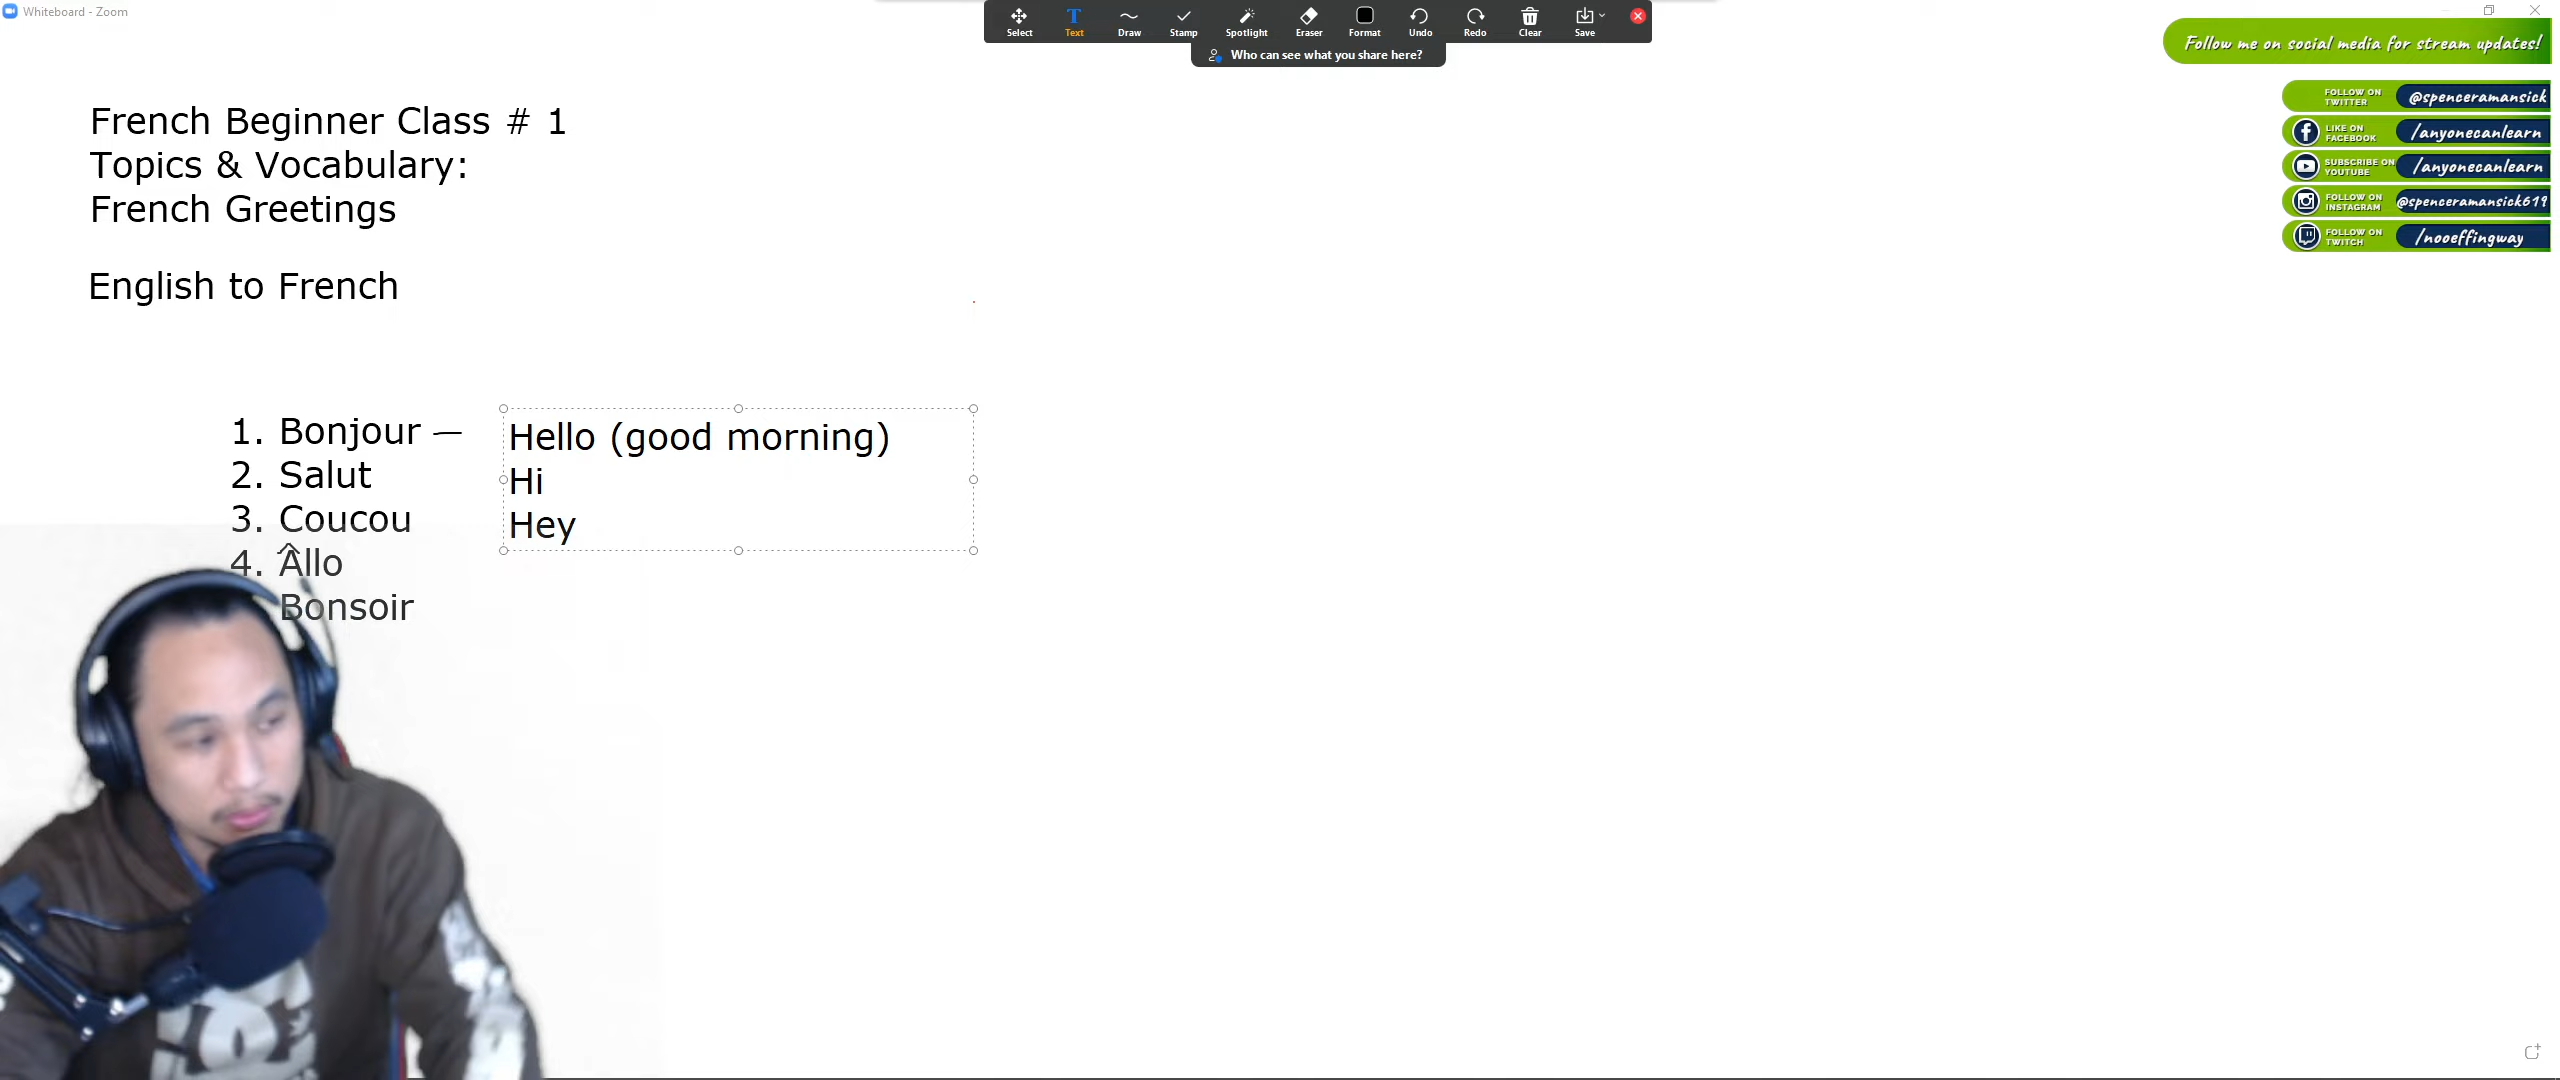 Whiteboard - Zoom
Select Text Draw Stamp Spotlight Eraser Format Undo Redo Clear Save
Who can see what you share here?
Follow me on social media for stream updates!
FOLLOW ON TWITTER @spenceramansick
LIKE ON FACEBOOK /anyonecanlearn
SUBSCRIBE ON YOUTUBE /anyonecanlearn
FOLLOW ON INSTAGRAM @spenceramansick619
FOLLOW ON TWITCH /nooeffingway
French Beginner Class # 1
Topics & Vocabulary:
French Greetings
English to French
1. Bonjour — Hello (good morning)
2. Salut Hi
3. Coucou Hey
4. Âllo
Bonsoir